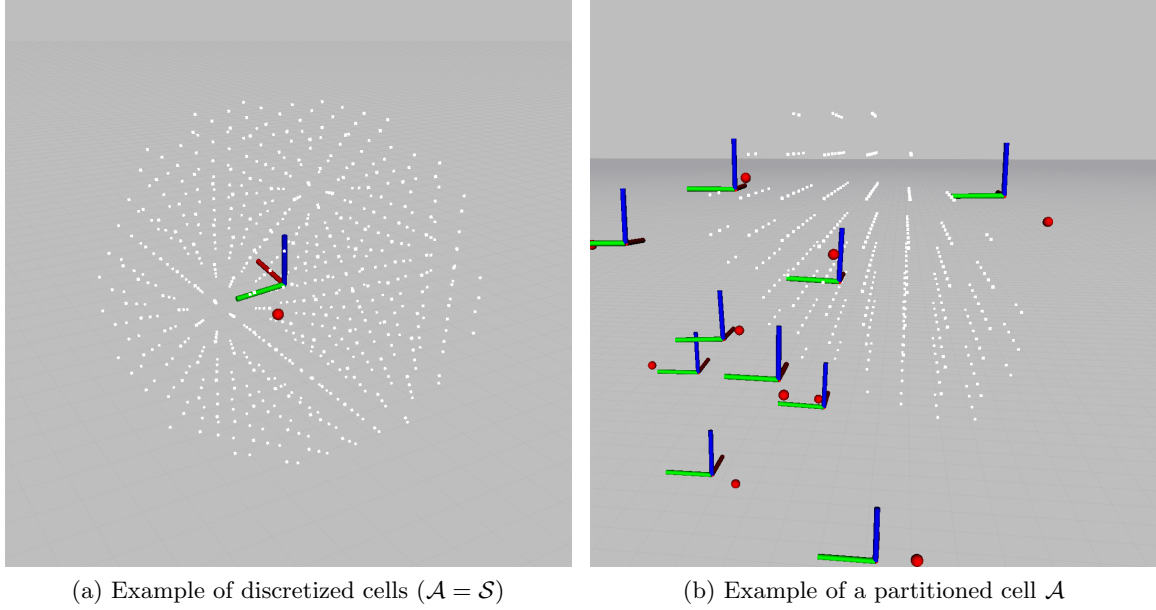 (a) Example of discretized cells (𝒜 = 𝒮)
(b) Example of a partitioned cell 𝒜